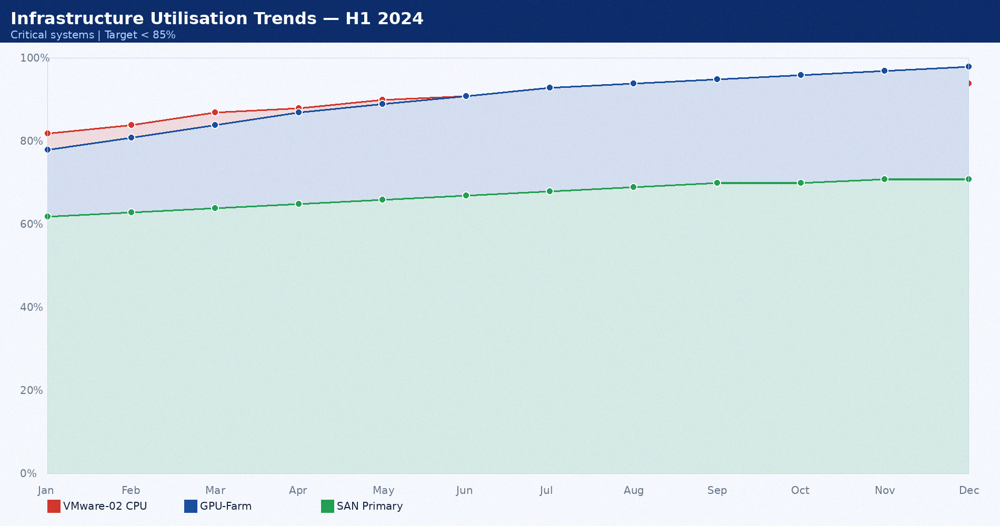 Infrastructure Utilisation Trends — H1 2024
Critical systems | Target < 85%
100%
80%
60%
40%
20%
0%
Jan Feb Mar Apr May Jun Jul Aug Sep Oct Nov Dec
VMware-02 CPU GPU-Farm SAN Primary